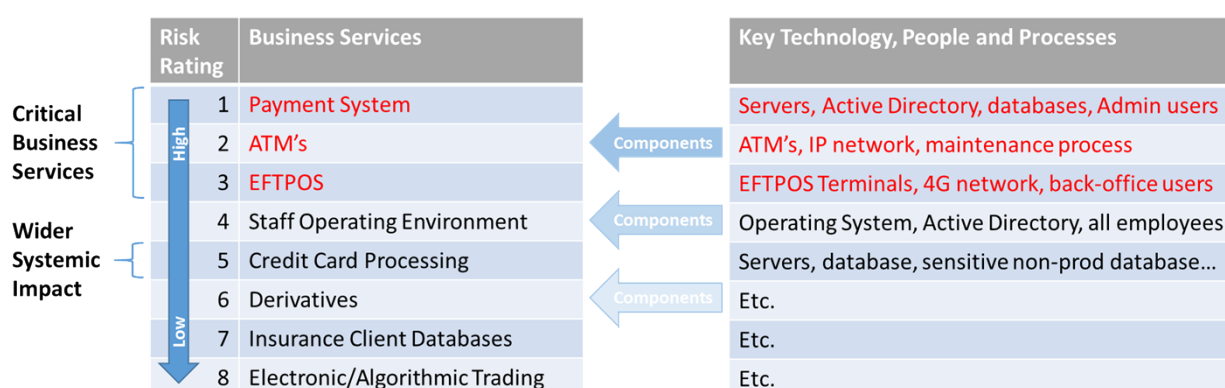 Risk Rating Business Services Key Technology, People and Processes
Critical Business Services
High
1 Payment System Servers, Active Directory, databases, Admin users
2 ATM's Components ATM's, IP network, maintenance process
3 EFTPOS EFTPOS Terminals, 4G network, back-office users
4 Staff Operating Environment Components Operating System, Active Directory, all employees
Wider Systemic Impact
5 Credit Card Processing Servers, database, sensitive non-prod database...
6 Derivatives Components Etc.
7 Insurance Client Databases Etc.
Low
8 Electronic/Algorithmic Trading Etc.